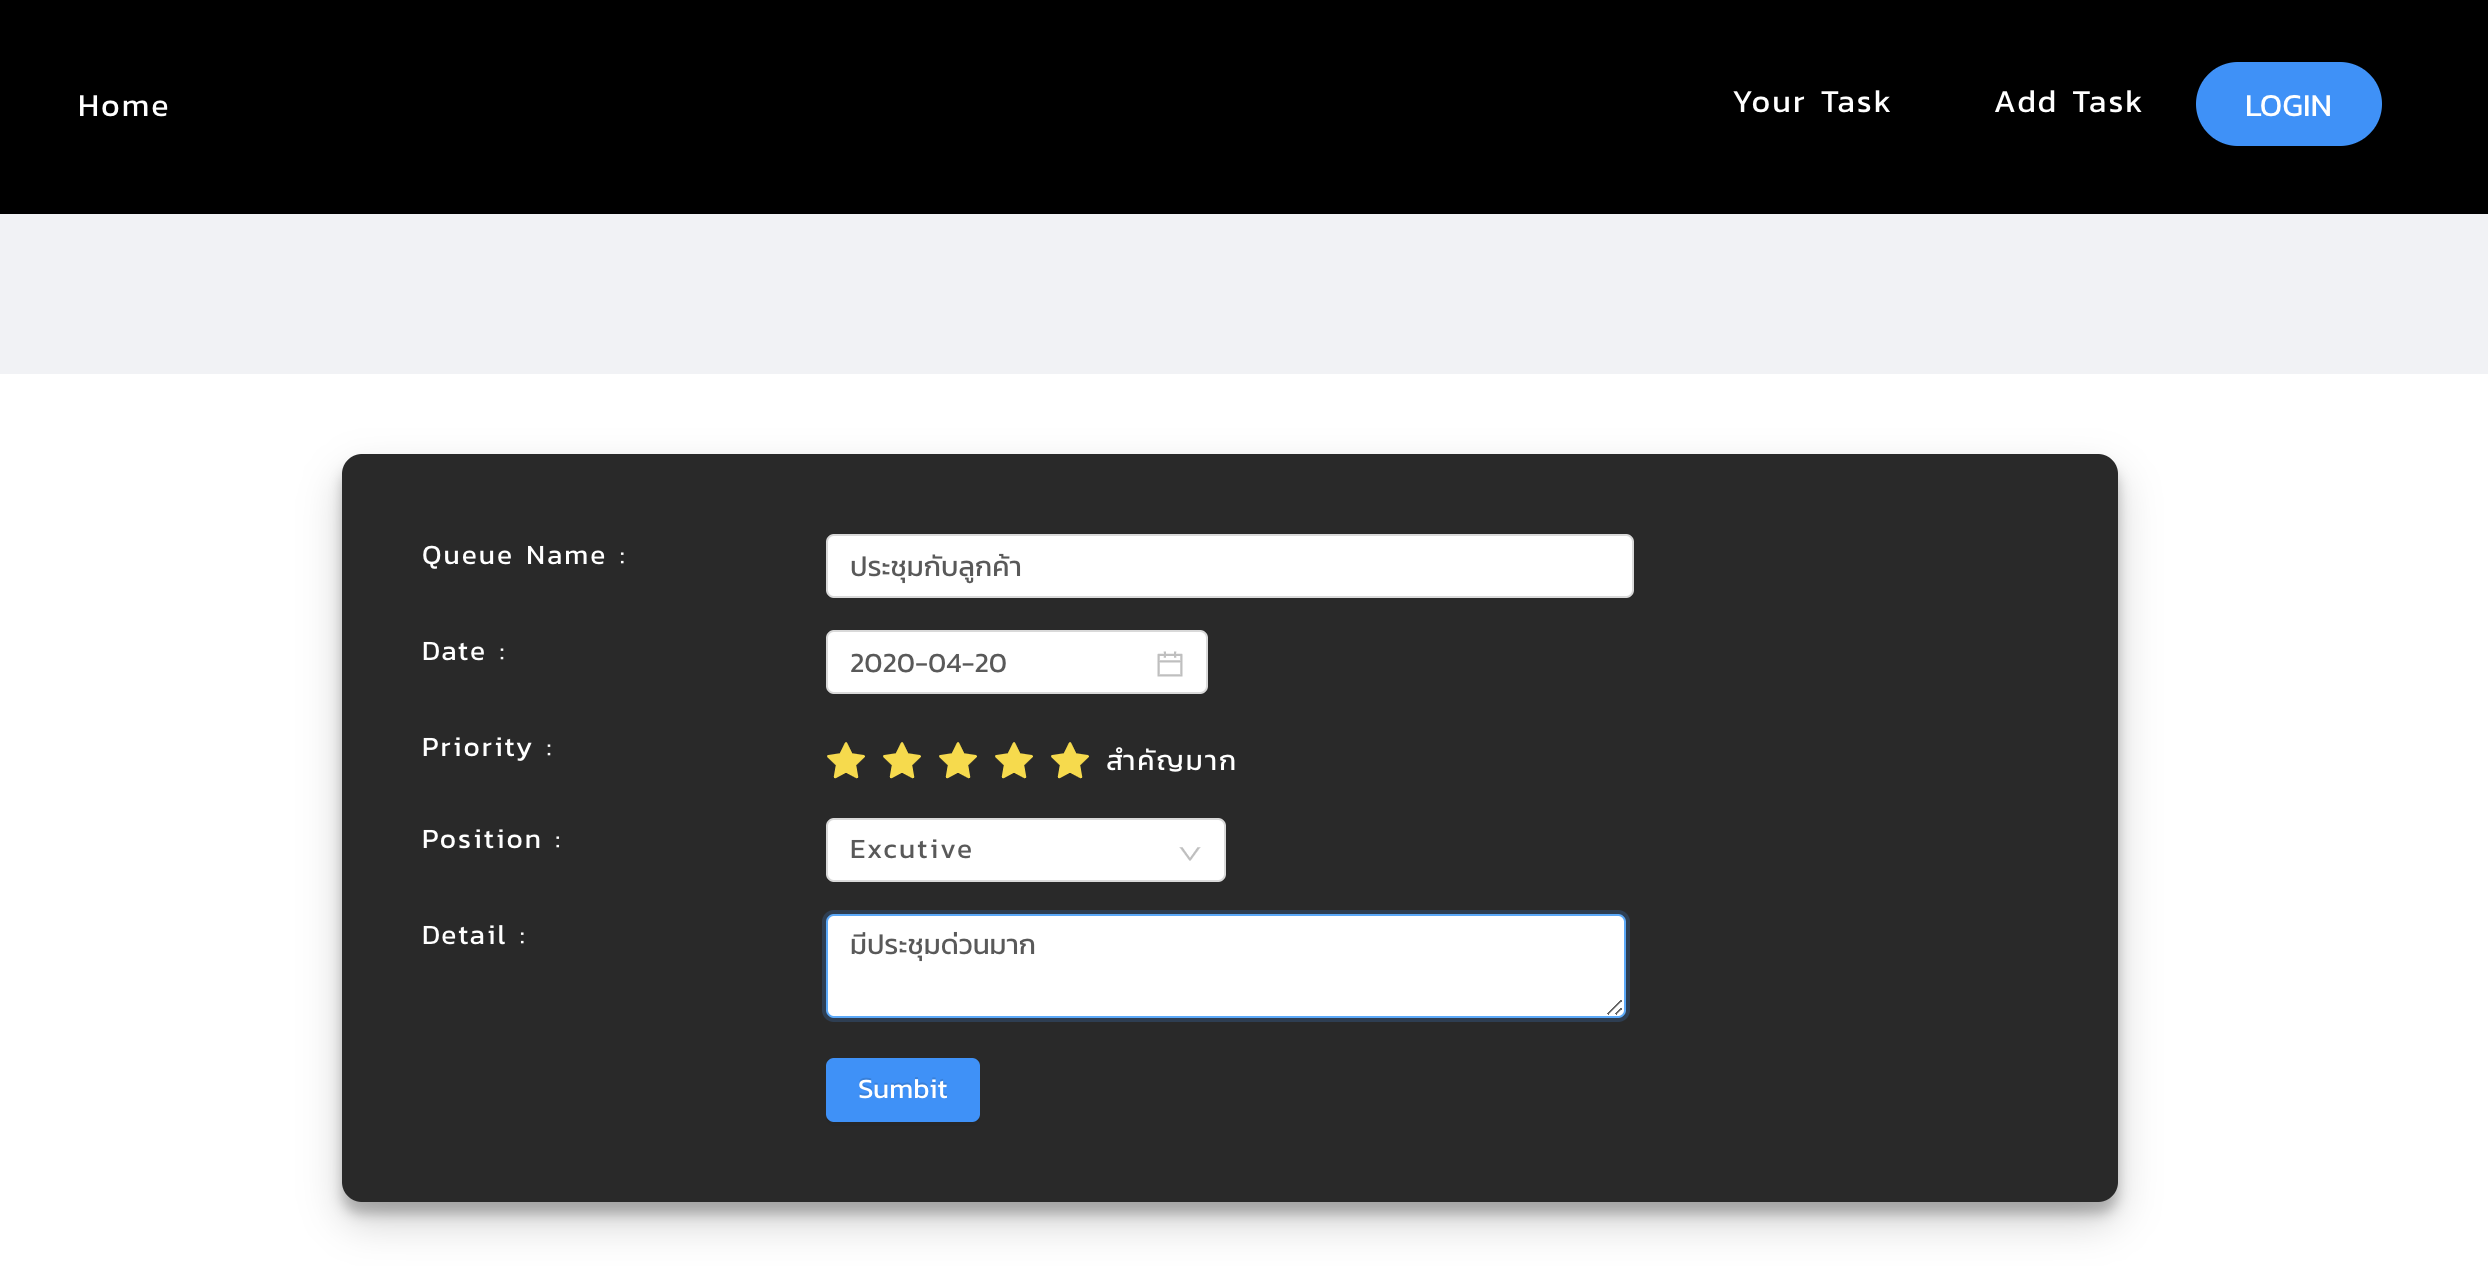 Home
Your Task
Add Task
LOGIN
Queue Name :
ประชุมกับลูกค้า
Date :
2020-04-20
Priority :
สำคัญมาก
Position :
Excutive
Detail :
มีประชุมด่วนมาก
Sumbit